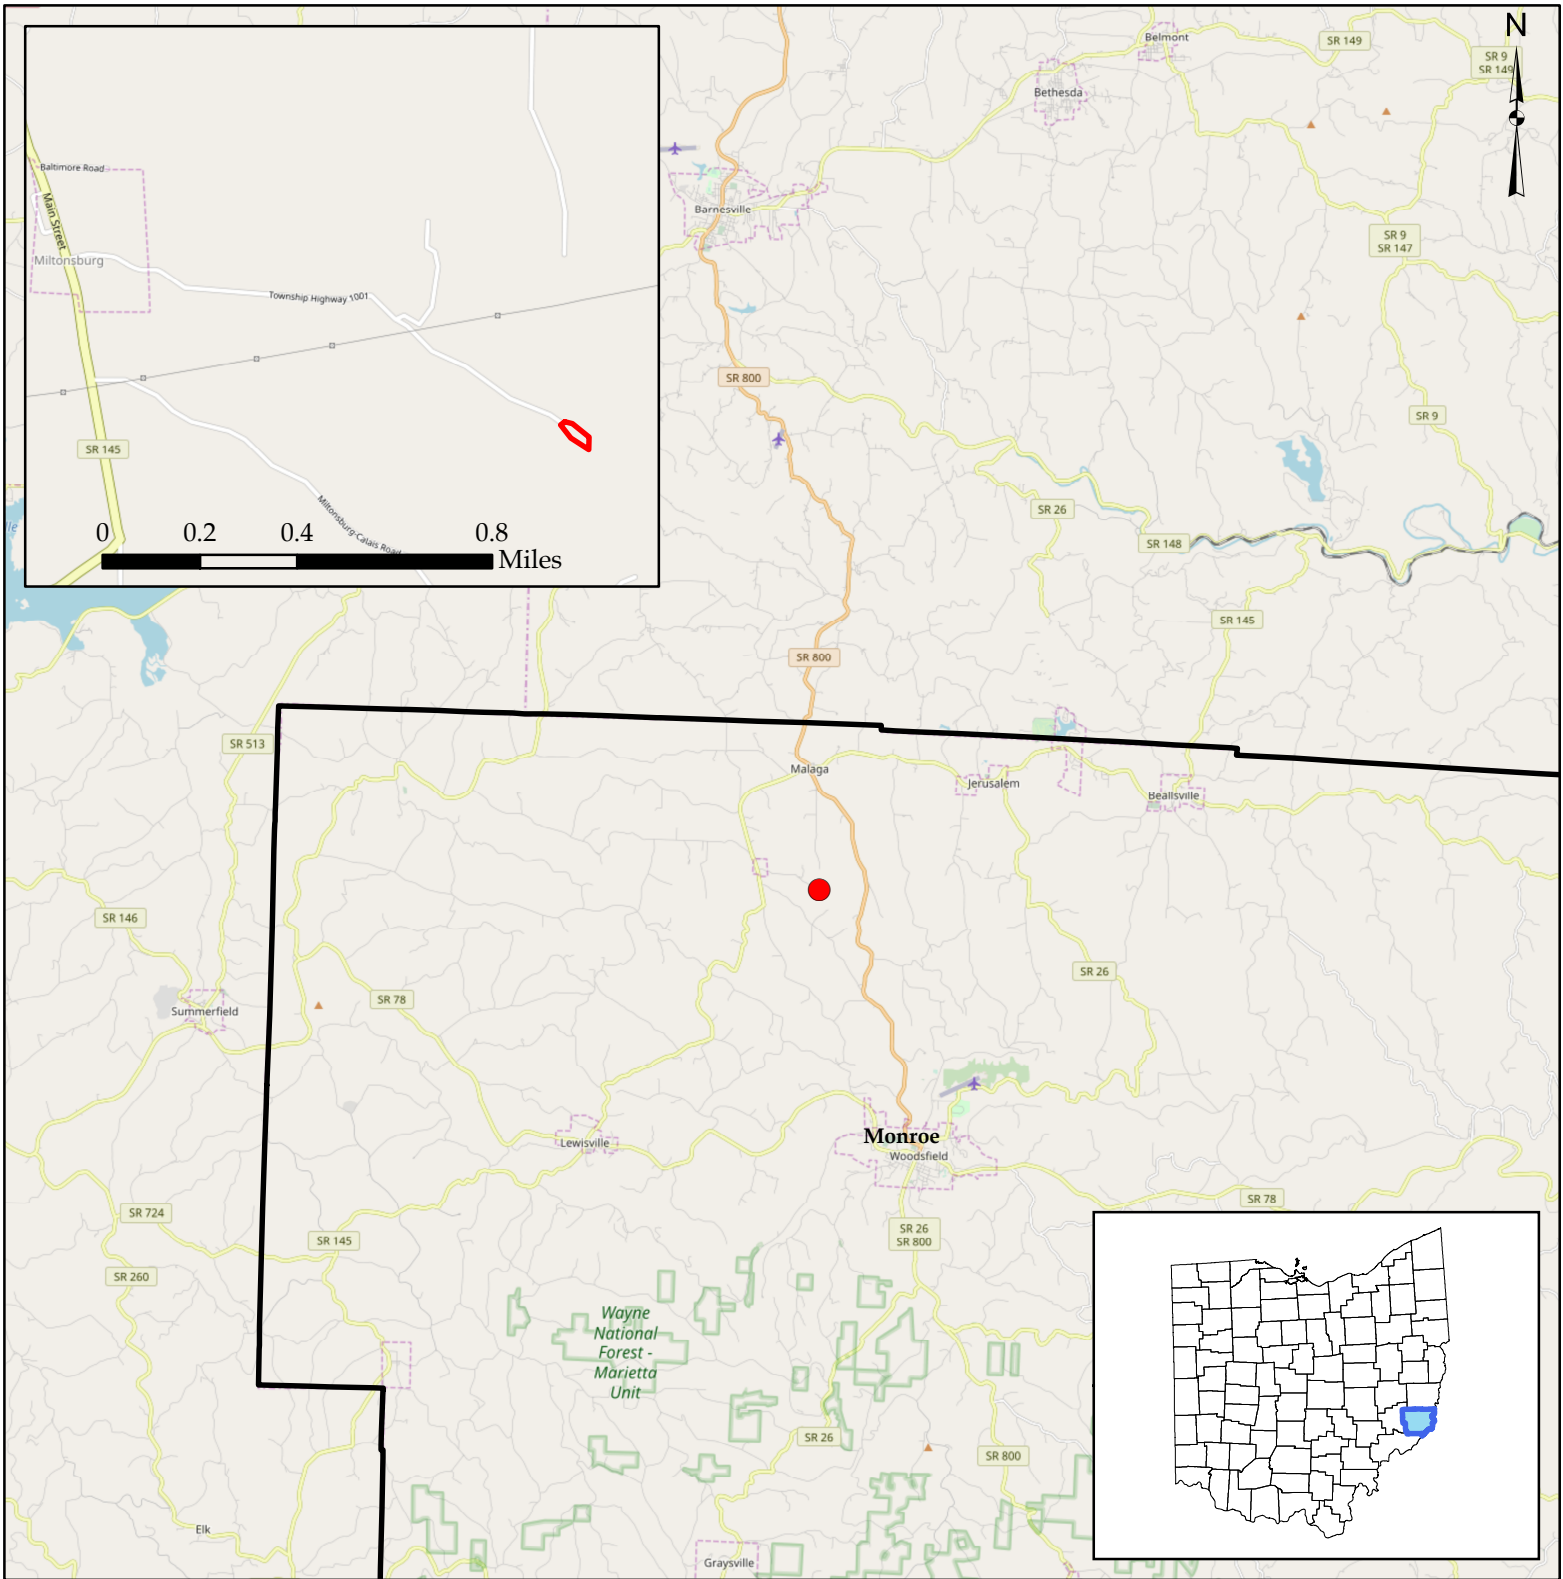 N
Belmont
SR 149
SR 9
SR 149
Bethesda
Baltimore Road
Main Street
Miltonsburg
Township Highway 1001
SR 145
Miltonsburg-Calais Road
0
0.2
0.4
0.8
Miles
Barnesville
SR 9
SR 147
SR 800
SR 9
SR 26
SR 148
SR 145
SR 800
SR 513
Malaga
Jerusalem
Beallsville
SR 146
SR 26
SR 78
Summerfield
Monroe
Lewisville
Woodsfield
SR 78
SR 724
SR 26
SR 800
SR 145
SR 260
Wayne
National
Forest -
Marietta
Unit
SR 26
SR 800
Elk
Graysville